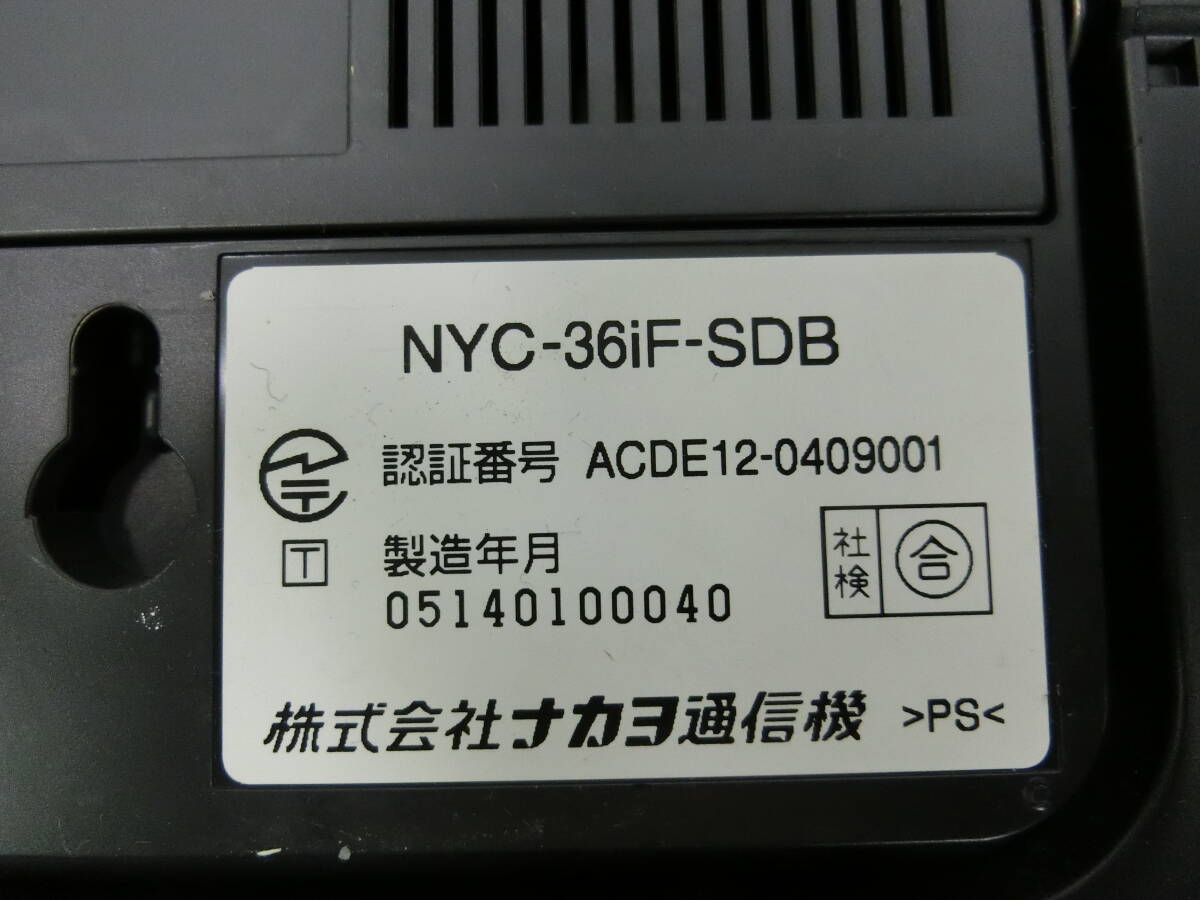 NYC-36iF-SDB
認証番号 ACDE12-0409001
T
製造年月
05140100040
社検 合
株式会社ナカヨ通信機 >PS<